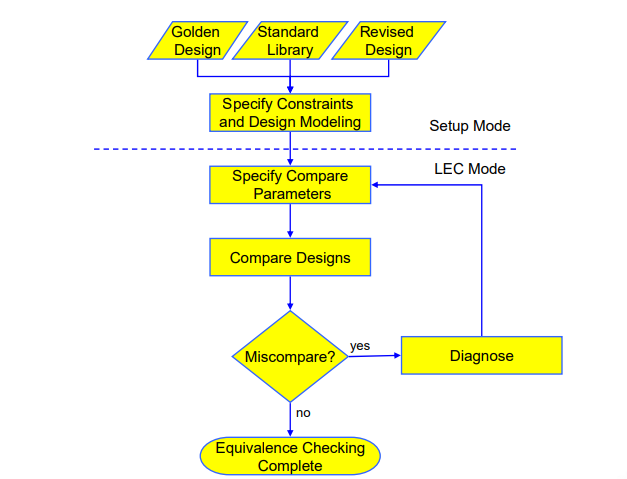 Golden
Design
Standard
Library
Revised
Design
Specify Constraints
and Design Modeling
Setup Mode
LEC Mode
Specify Compare
Parameters
Compare Designs
Miscompare?
yes
Diagnose
no
Equivalence Checking
Complete